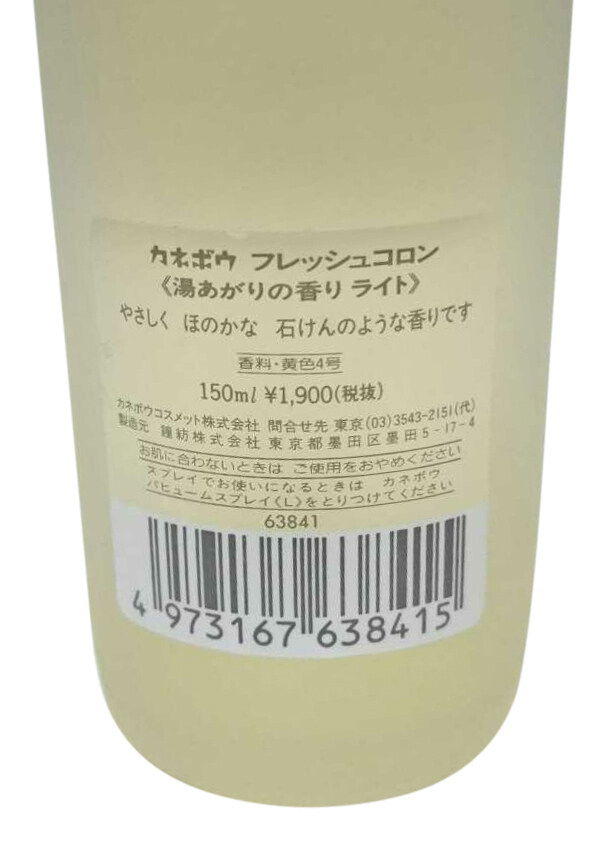 カネボウ フレッシュコロン
《湯あがりの香り ライト》
やさしく ほのかな 石けんのような香りです
香料・黄色4号
150ml ¥1,900(税抜)
カネボウコスメット株式会社 問合せ先 東京(03)3543-2151(代)
製造元 鐘紡株式会社 東京都墨田区墨田5-17-4
お肌に合わないときは ご使用をおやめください
スプレイでお使いになるときは カネボウ
パヒュームスプレイ〈L〉をとりつけてください
63841
4 973167 638415